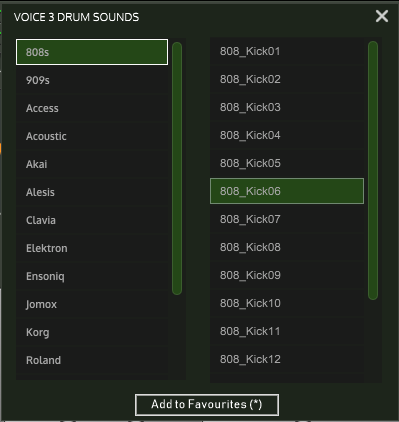 VOICE 3 DRUM SOUNDS
808s
909s
Access
Acoustic
Akai
Alesis
Clavia
Elektron
Ensoniq
Jomox
Korg
Roland
808_Kick01
808_Kick02
808_Kick03
808_Kick04
808_Kick05
808_Kick06
808_Kick07
808_Kick08
808_Kick09
808_Kick10
808_Kick11
808_Kick12
Add to Favourites (*)